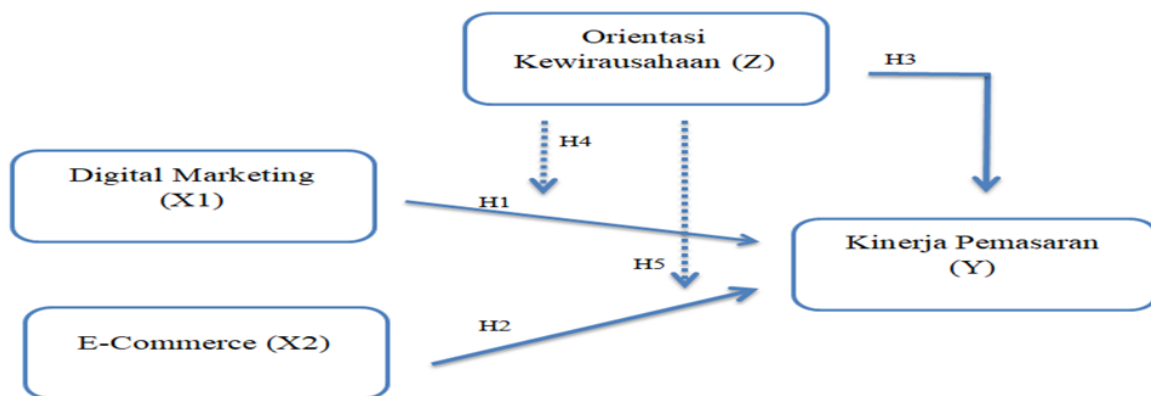 Orientasi
Kewirausahaan (Z)
H3
H4
Digital Marketing
(X1)
H1
Kinerja Pemasaran
(Y)
H5
H2
E-Commerce (X2)